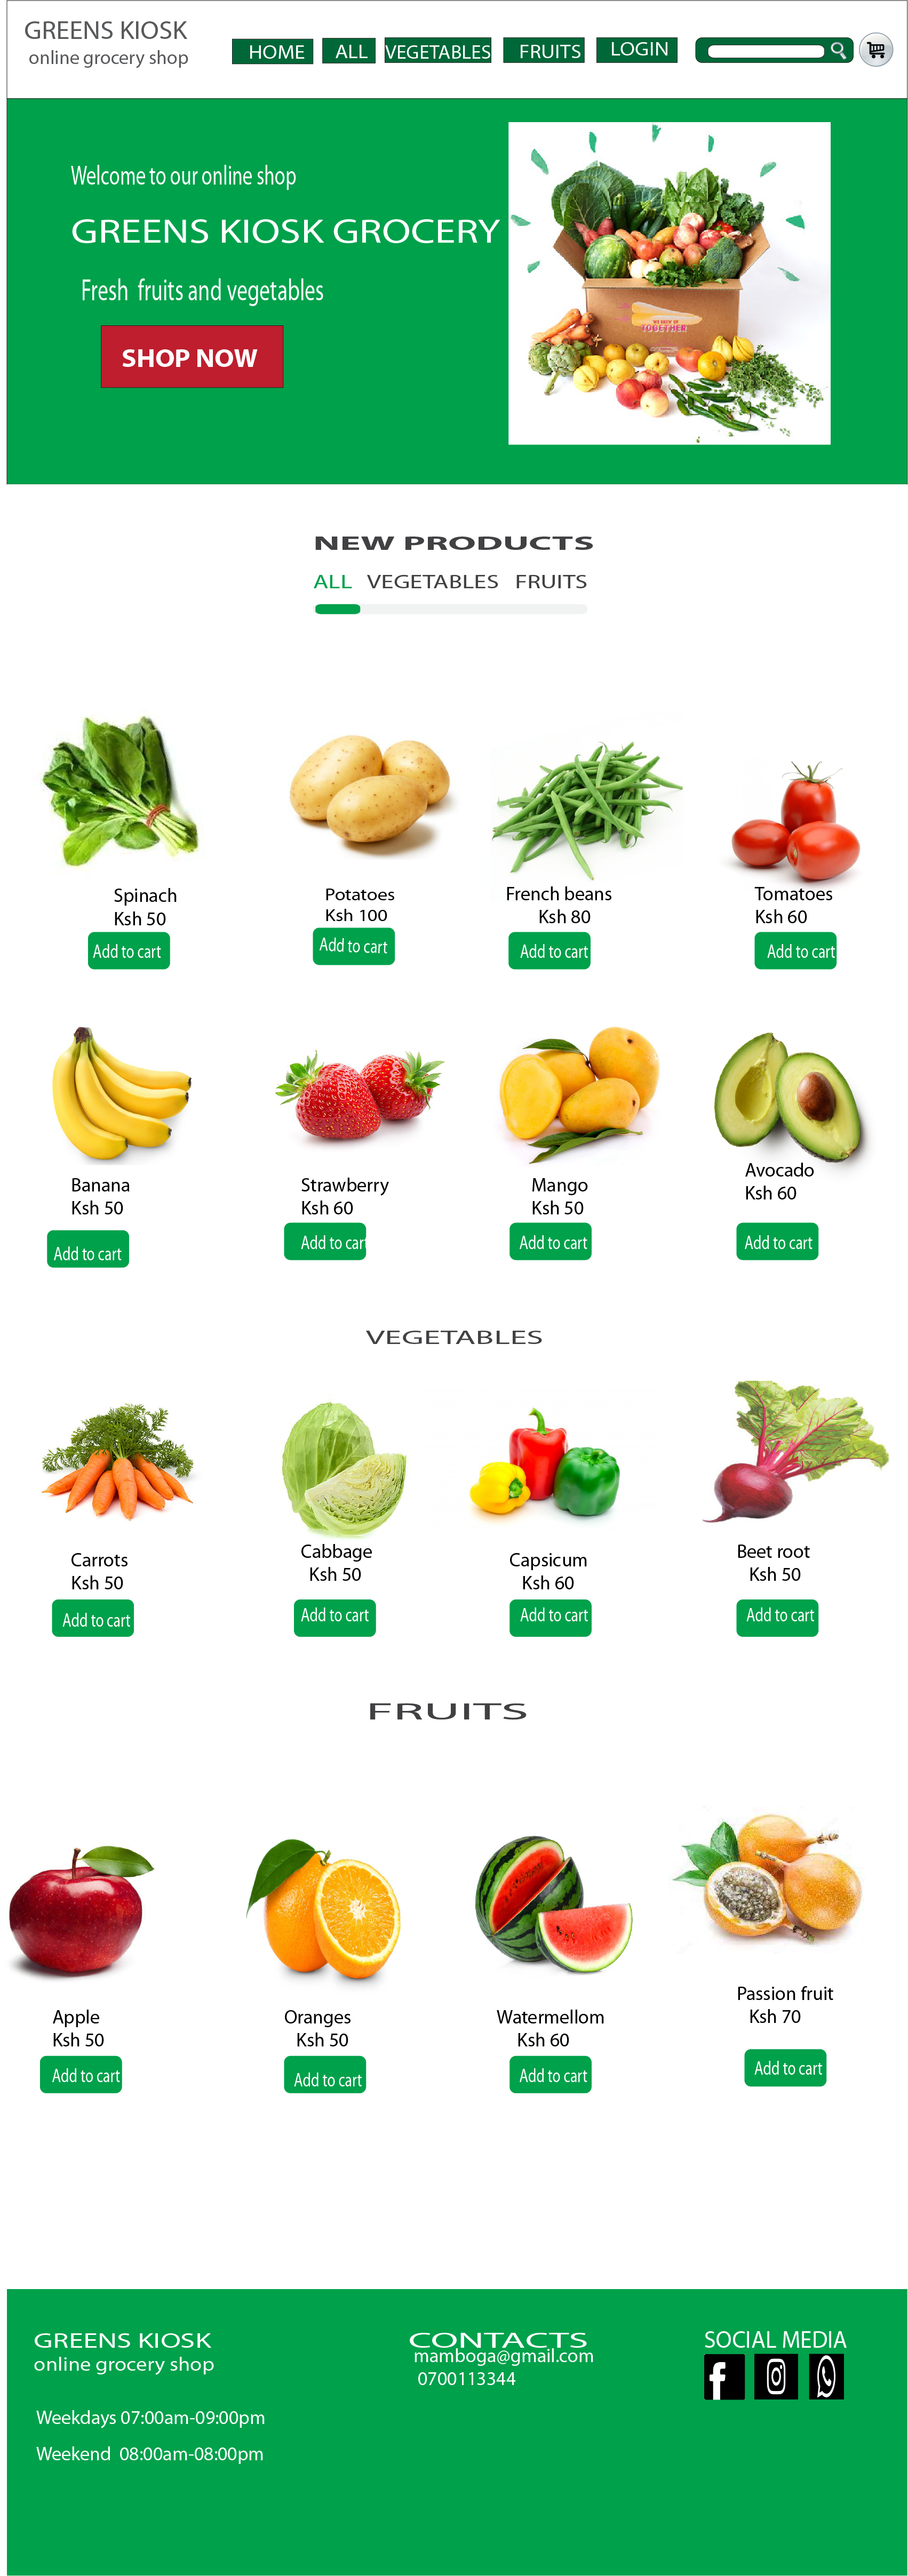 GREENS KIOSK
online grocery shop
HOME
ALL
VEGETABLES
FRUITS
LOGIN
Welcome to our online shop
GREENS KIOSK GROCERY
Fresh fruits and vegetables
SHOP NOW
TOGETHER
NEW PRODUCTS
ALL VEGETABLES FRUITS
Spinach
Ksh 50
Add to cart
Potatoes
Ksh 100
Add to cart
French beans
Ksh 80
Add to cart
Tomatoes
Ksh 60
Add to cart
Banana
Ksh 50
Add to cart
Strawberry
Ksh 60
Add to cart
Mango
Ksh 50
Add to cart
Avocado
Ksh 60
Add to cart
VEGETABLES
Carrots
Ksh 50
Add to cart
Cabbage
Ksh 50
Add to cart
Capsicum
Ksh 60
Add to cart
Beet root
Ksh 50
Add to cart
FRUITS
Apple
Ksh 50
Add to cart
Oranges
Ksh 50
Add to cart
Watermellom
Ksh 60
Add to cart
Passion fruit
Ksh 70
Add to cart
GREENS KIOSK
online grocery shop
Weekdays 07:00am-09:00pm
Weekend 08:00am-08:00pm
CONTACTS
mamboga@gmail.com
0700113344
SOCIAL MEDIA